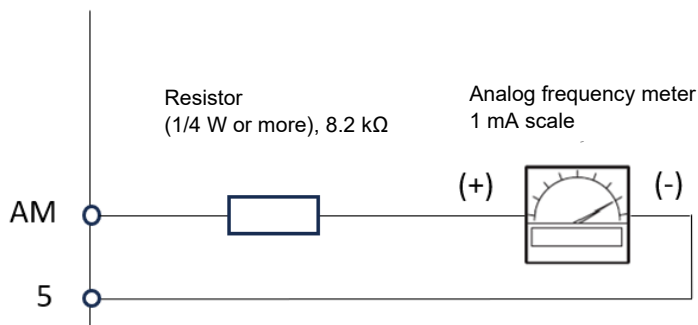 Resistor
(1/4 W or more), 8.2 kΩ
Analog frequency meter
1 mA scale
(+)
(-)
AM
5